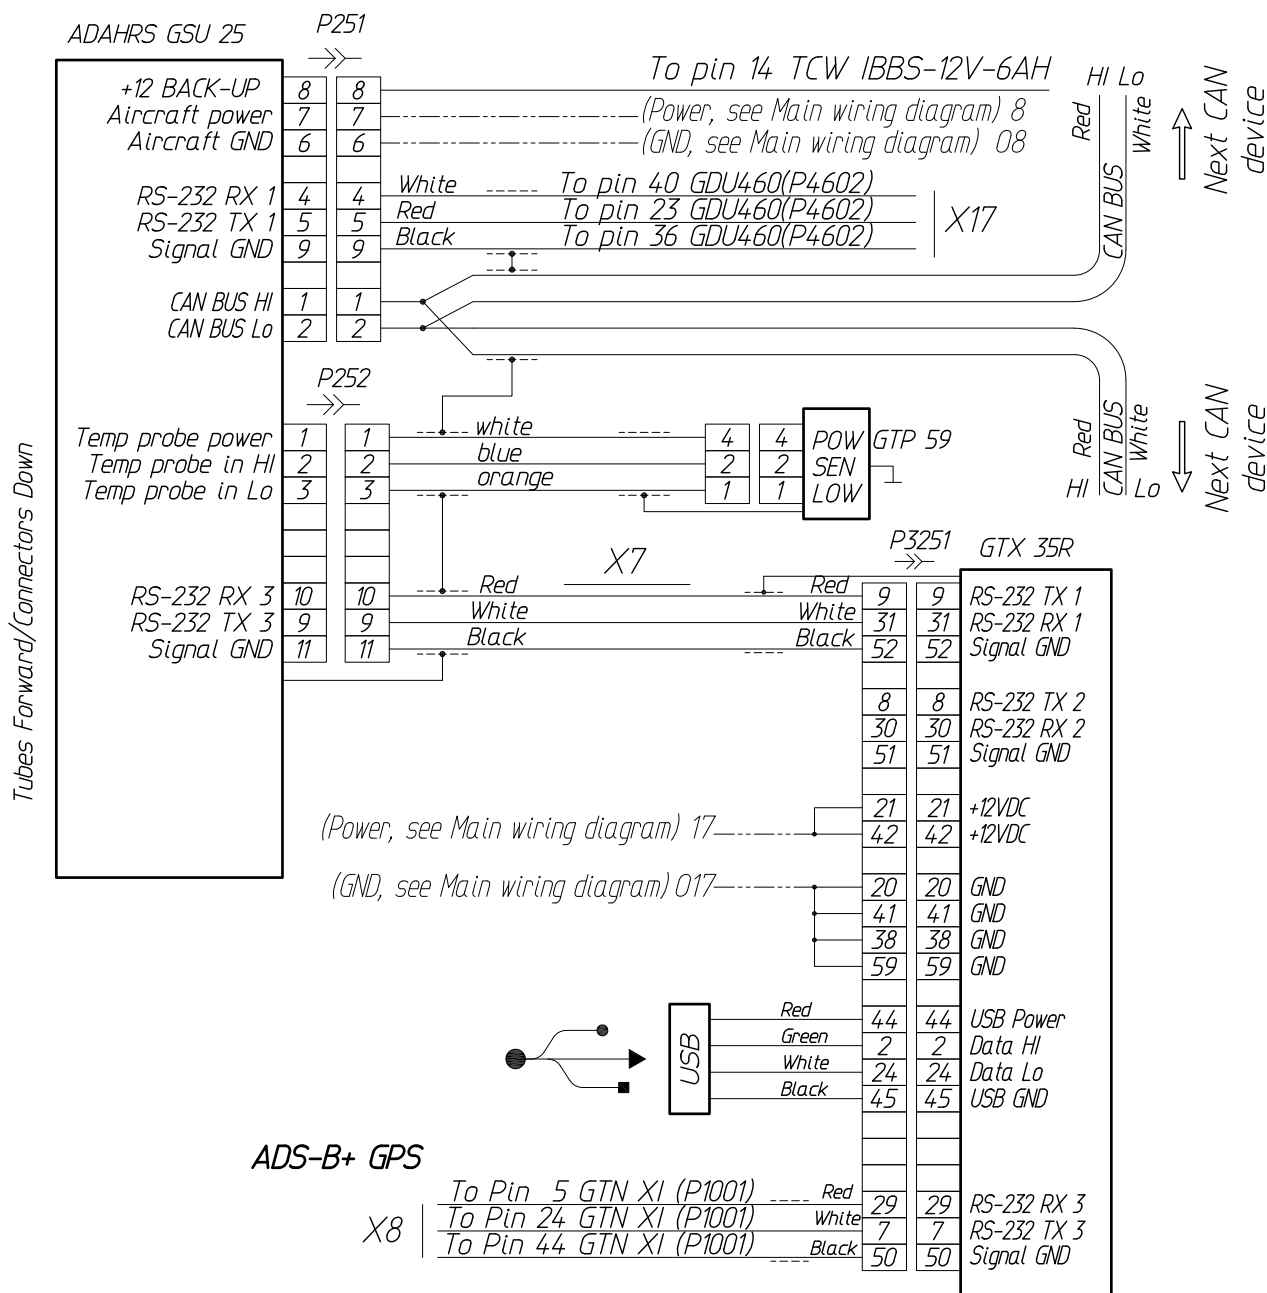 ADAHRS GSU 25
P251
+12 BACK-UP 8 8 To pin 14 TCW IBBS-12V-6AH
Aircraft power 7 7 (Power, see Main wiring diagram) 8
Aircraft GND 6 6 (GND, see Main wiring diagram) 08
RS-232 RX 1 4 4 White To pin 40 GDU460(P4602)
RS-232 TX 1 5 5 Red To pin 23 GDU460(P4602)
Signal GND 9 9 Black To pin 36 GDU460(P4602)
X17
CAN BUS HI 1 1
CAN BUS Lo 2 2
HI Lo
Red
White
CAN BUS
Next CAN
device
P252
Temp probe power 1 1 white 4 4 POW
Temp probe in HI 2 2 blue 2 2 SEN
Temp probe in Lo 3 3 orange 1 1 LOW
GTP 59
Red
CAN BUS
White
HI Lo
Next CAN
device
Tubes Forward/Connectors Down
X7
P3251
GTX 35R
RS-232 RX 3 10 10 Red Red 9 9 RS-232 TX 1
RS-232 TX 3 9 9 White White 31 31 RS-232 RX 1
Signal GND 11 11 Black Black 52 52 Signal GND
8 8 RS-232 TX 2
30 30 RS-232 RX 2
51 51 Signal GND
21 21 +12VDC
(Power, see Main wiring diagram) 17 42 42 +12VDC
(GND, see Main wiring diagram) 017 20 20 GND
41 41 GND
38 38 GND
59 59 GND
USB
Red 44 44 USB Power
Green 2 2 Data HI
White 24 24 Data Lo
Black 45 45 USB GND
ADS-B+ GPS
X8
To Pin 5 GTN XI (P1001) Red 29 29 RS-232 RX 3
To Pin 24 GTN XI (P1001) White 7 7 RS-232 TX 3
To Pin 44 GTN XI (P1001) Black 50 50 Signal GND